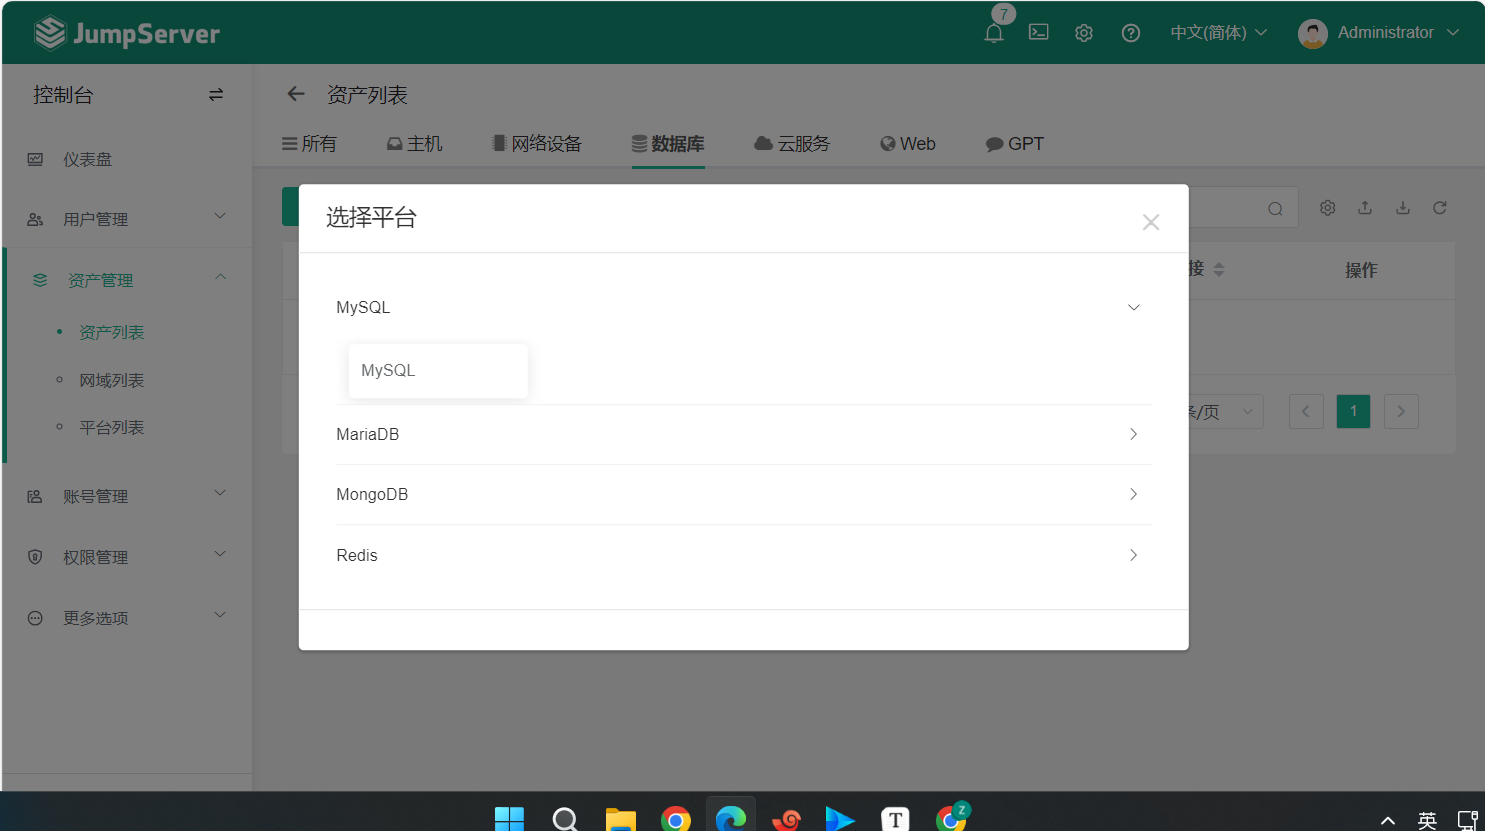 JumpServer
7
中文(简体)
Administrator
控制台
资产列表
所有
主机
网络设备
数据库
云服务
Web
GPT
仪表盘
用户管理
资产管理
资产列表
网域列表
平台列表
账号管理
权限管理
更多选项
选择平台
MySQL
MySQL
MariaDB
MongoDB
Redis
接
操作
条/页
1
T
Z
英